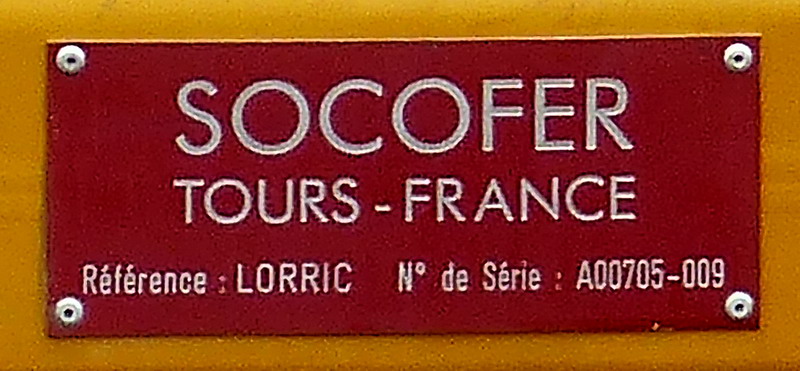 SOCOFER
TOURS - FRANCE
Référence : LORRIC N° de Série : A00705-009